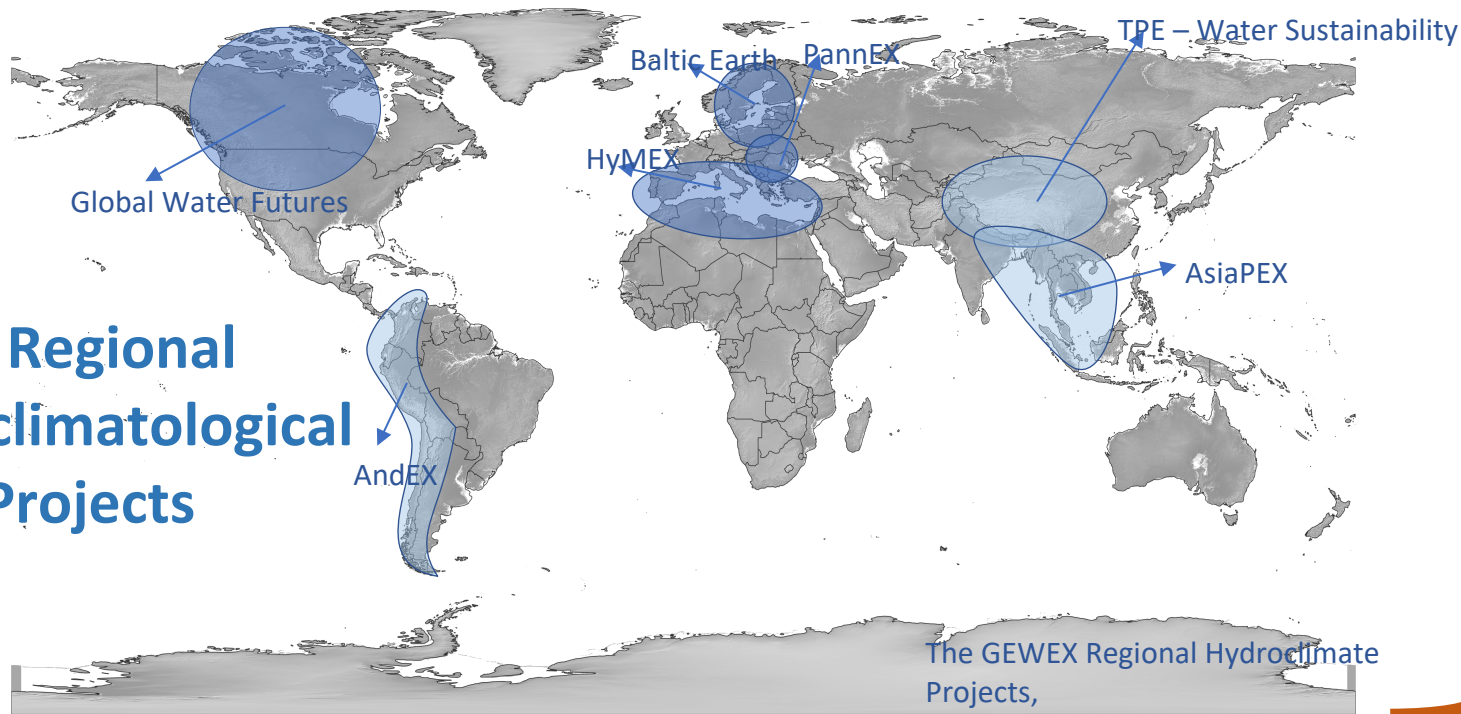 TPE – Water Sustainability
Baltic Earth
PannEX
HyMEX
Global Water Futures
AsiaPEX
Regional
climatological
Projects
AndEX
The GEWEX Regional Hydroclimate
Projects,